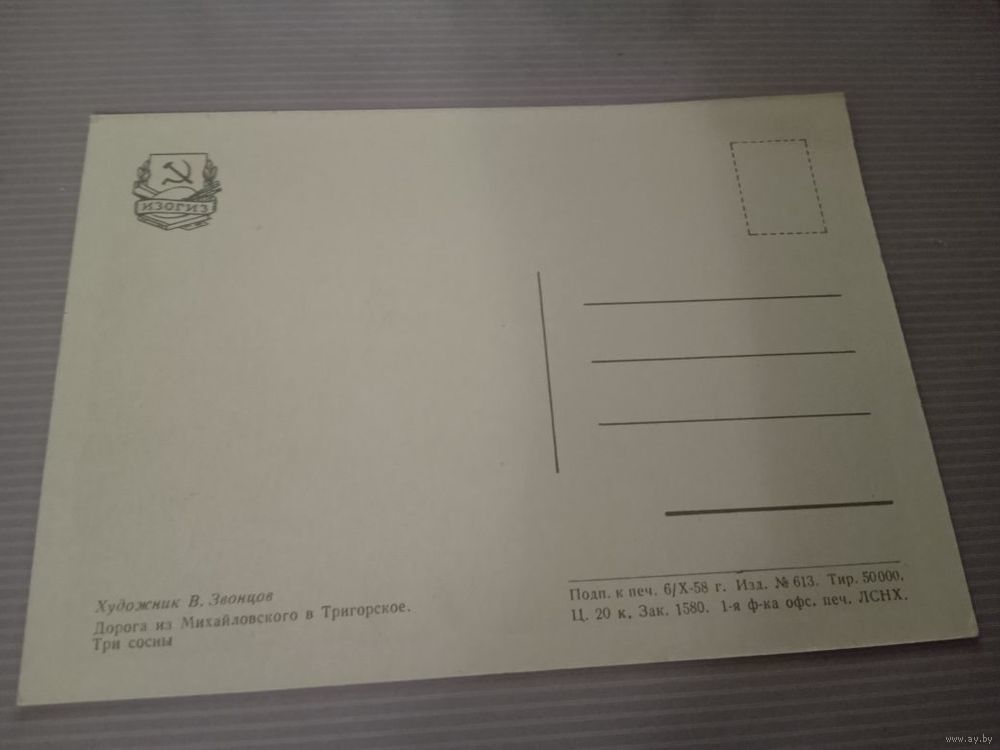 ИЗОГИЗ
Художник В. Звонцов
Дорога из Михайловского в Тригорское.
Три сосны
Подп. к печ. 6/X-58 г. Изд. № 613. Тир. 50000.
Ц. 20 к. Зак. 1580. 1-я ф-ка офс. печ. ЛСНХ.
www.ay.by